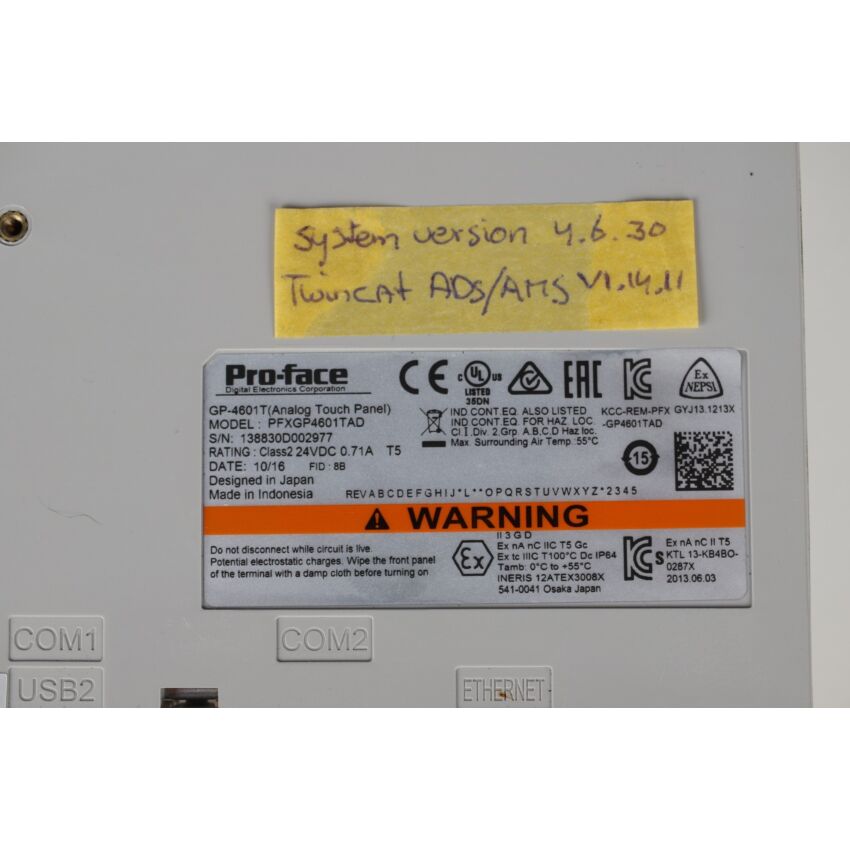 System version 4.6.30
Twincat ADS/AMS V1.14.11
Pro-face
Digital Electronics Corporation
GP-4601T(Analog Touch Panel)
MODEL : PFXGP4601TAD
S/N: 138830D002977
RATING : Class2 24VDC 0.71A T5
DATE: 10/16 FID : 8B
Designed in Japan
Made in Indonesia
CE
C UL US
LISTED
35DN
EAC
Ex
NEPSI
IND CONT.EQ. ALSO LISTED
IND CONT.EQ. FOR HAZ. LOC.
Cl I. Div 2,Grp. A,B,C,D Haz loc.
Max. Surrounding Air Temp.:55°C
KCC-REM-PFX
-GP4601TAD
GYJ13.1213X
15
REVABCDEFGHIJ*L**OPQRSTUVWXYZ*2345
WARNING
Do not disconnect while circuit is live.
Potential electrostatic charges. Wipe the front panel
of the terminal with a damp cloth before turning on
Ex
II 3 G D
Ex nA nC IIC T5 Gc
Ex tc IIIC T100°C Dc IP64
Tamb: 0°C to +55°C
INERIS 12ATEX3008X
541-0041 Osaka Japan
S
Ex nA nC II T5
KTL 13-KB4BO-
0287X
2013.06.03
COM1
COM2
USB2
ETHERNET